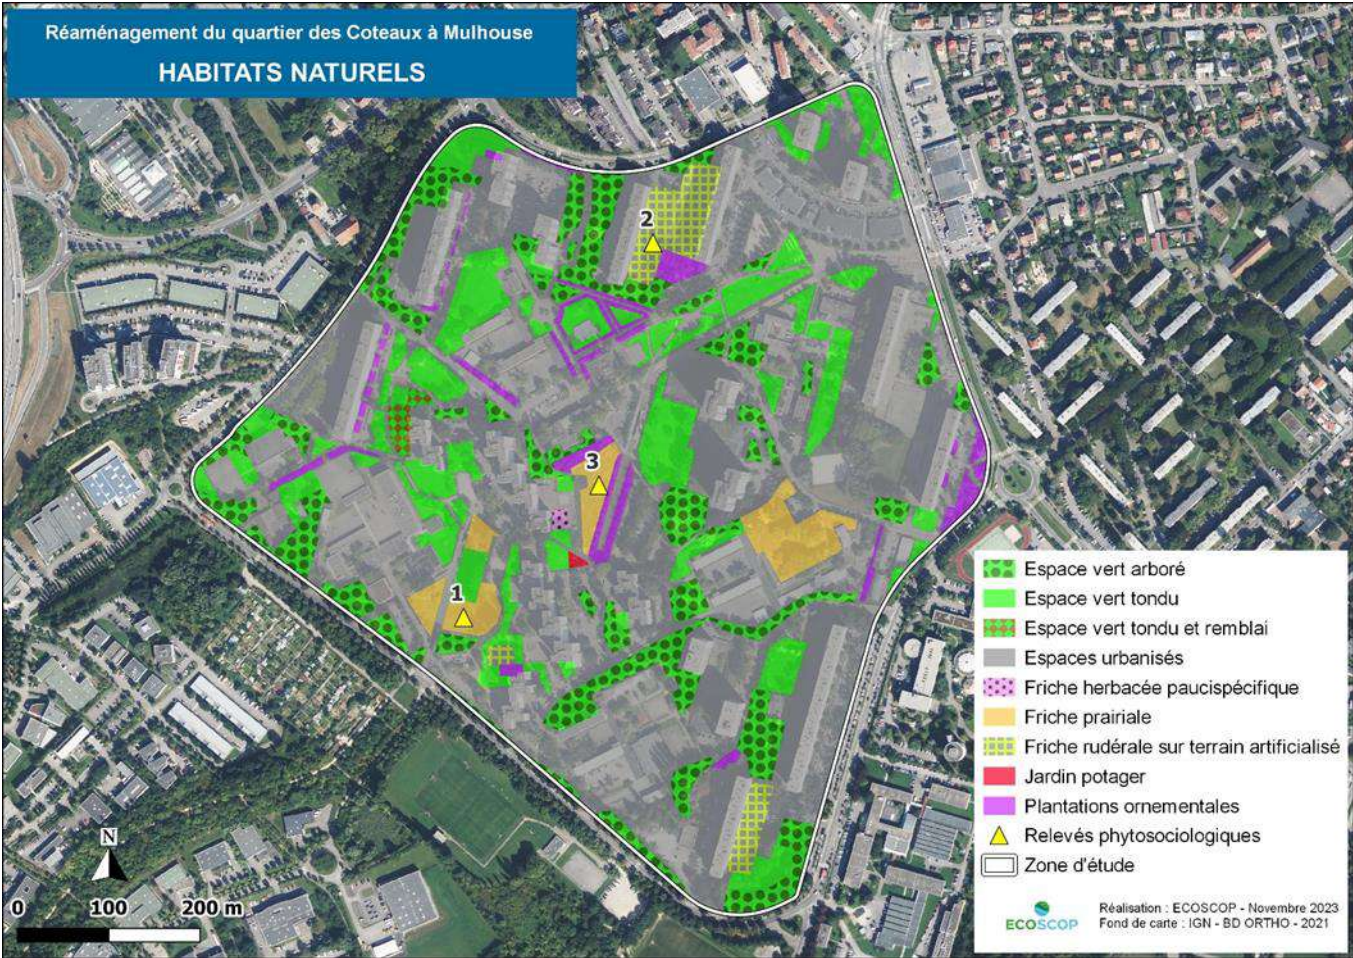 Réaménagement du quartier des Coteaux à Mulhouse
HABITATS NATURELS
2
3
1
Espace vert arboré
Espace vert tondu
Espace vert tondu et remblai
Espaces urbanisés
Friche herbacée paucispécifique
Friche prairiale
Friche rudérale sur terrain artificialisé
Jardin potager
Plantations ornementales
Relevés phytosociologiques
Zone d'étude
N
0 100 200 m
ECOSCOP
Réalisation : ECOSCOP - Novembre 2023
Fond de carte : IGN - BD ORTHO - 2021